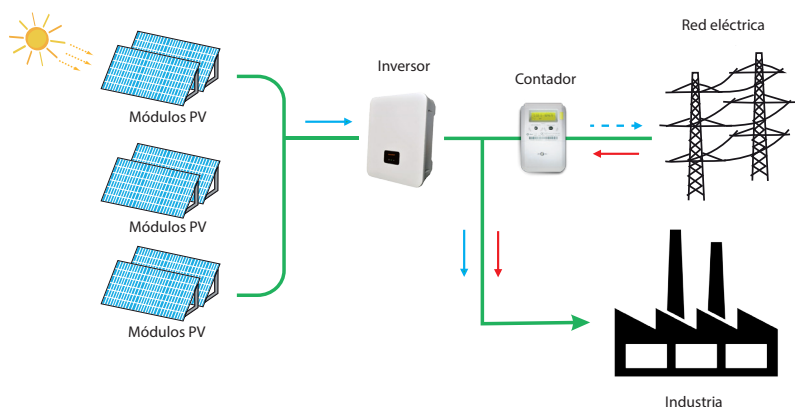 Red eléctrica
Inversor
Contador
Módulos PV
Módulos PV
Módulos PV
Industria